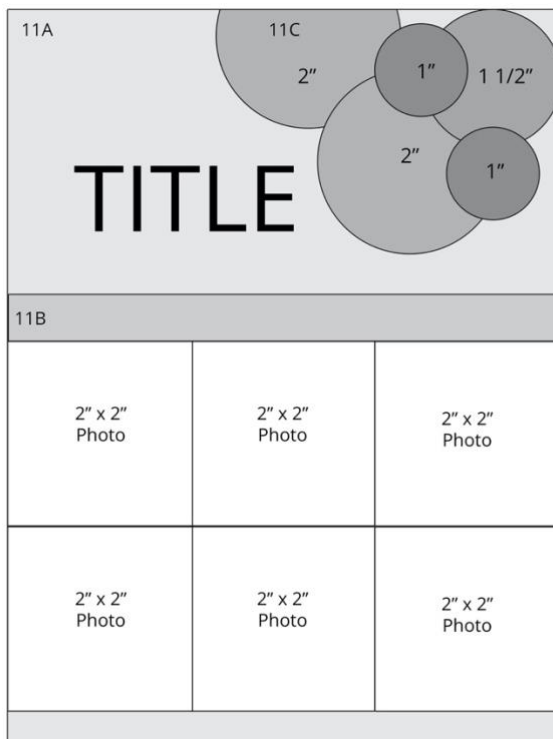 11A
11C
2”
1”
1 1/2”
2”
1”
TITLE
11B
2” x 2”
Photo
2” x 2”
Photo
2” x 2”
Photo
2” x 2”
Photo
2” x 2”
Photo
2” x 2”
Photo